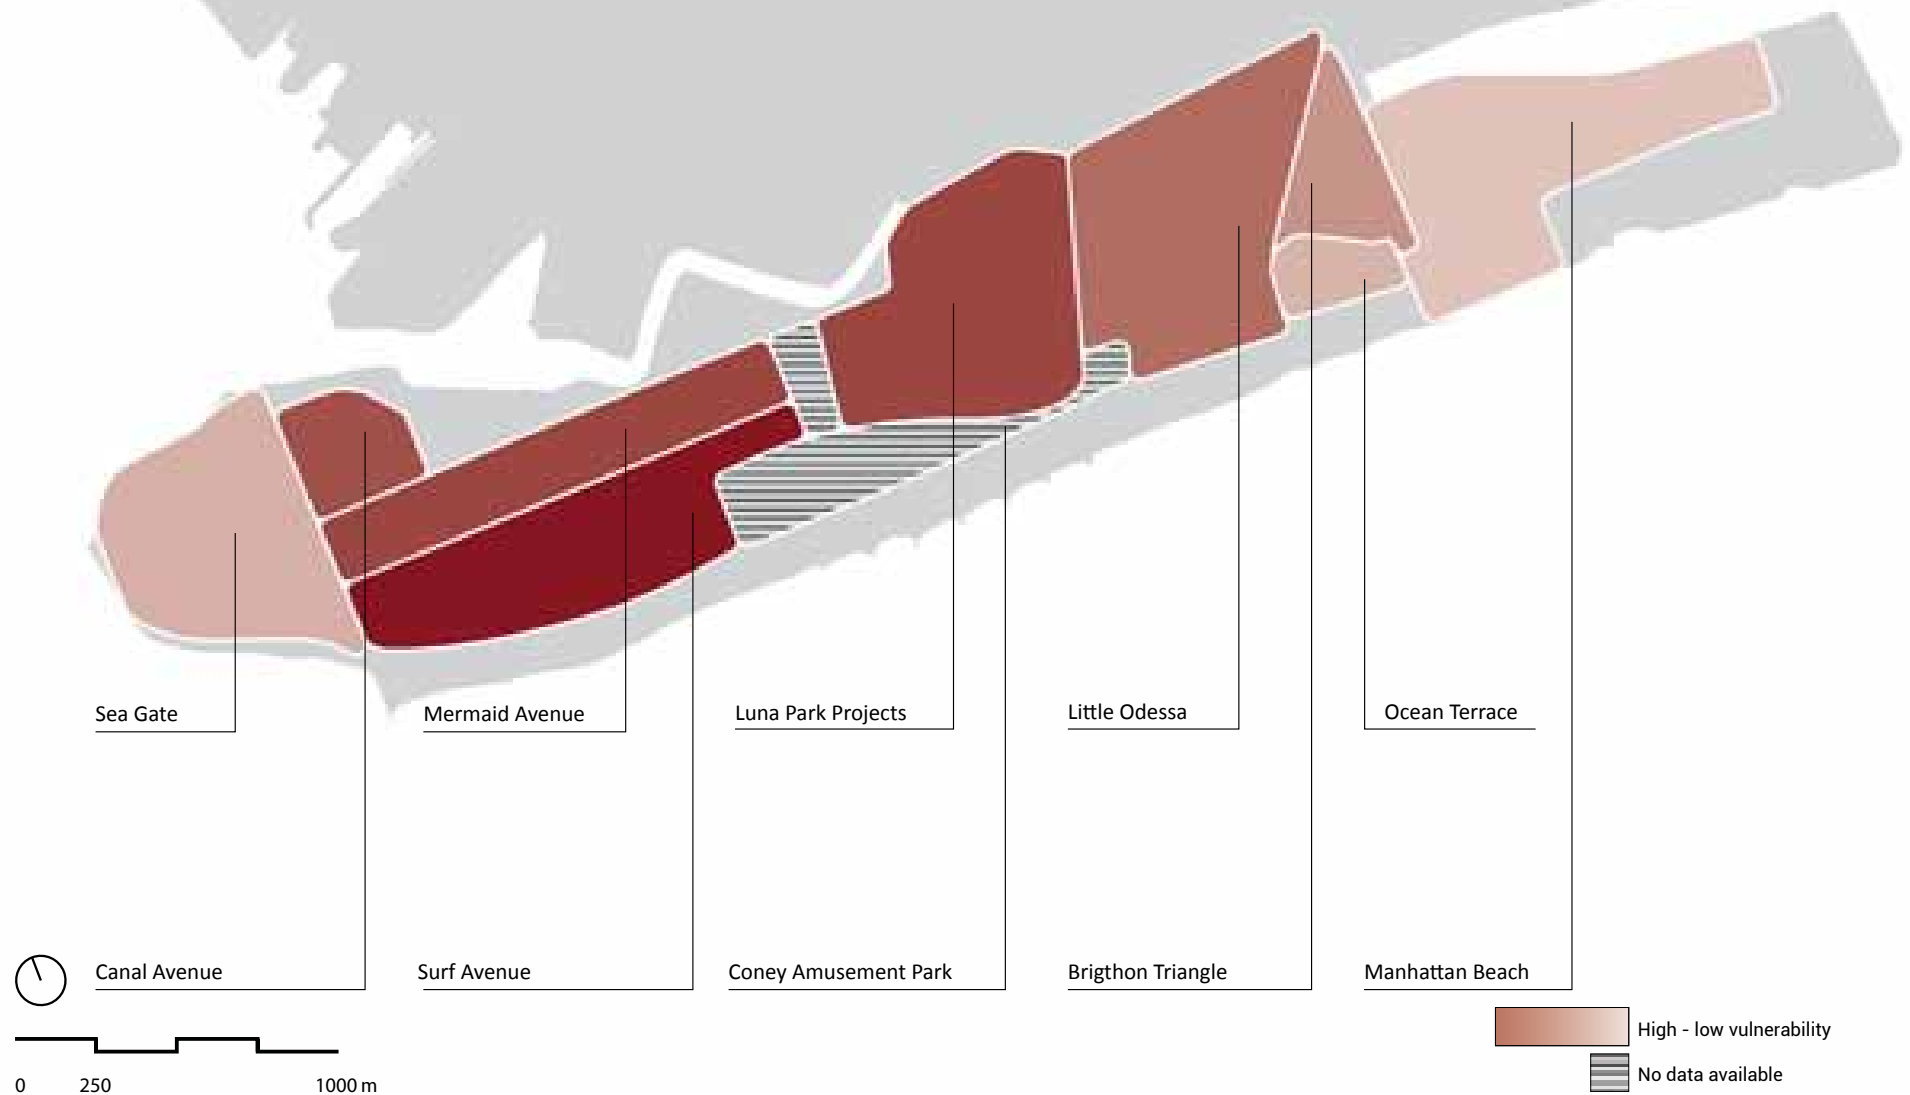 Sea Gate
Mermaid Avenue
Luna Park Projects
Little Odessa
Ocean Terrace
Canal Avenue
Surf Avenue
Coney Amusement Park
Brigthon Triangle
Manhattan Beach
High - low vulnerability
No data available
0 250 1000 m